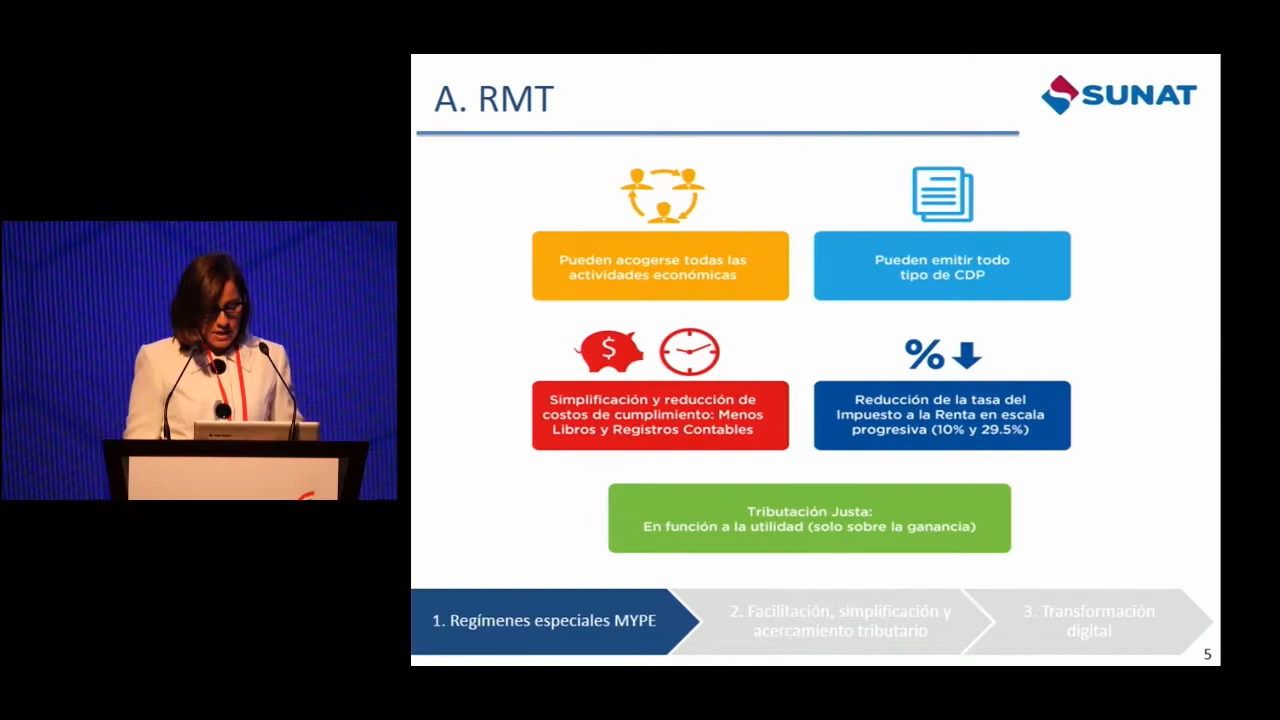 A. RMT
SUNAT
Pueden acogerse todas las
actividades económicas
Pueden emitir todo
tipo de CDP
$
%
Simplificación y reducción de
costos de cumplimiento: Menos
Libros y Registros Contables
Reducción de la tasa del
Impuesto a la Renta en escala
progresiva (10% y 29.5%)
Tributación Justa:
En función a la utilidad (solo sobre la ganancia)
1. Regímenes especiales MYPE
2. Facilitación, simplificación y
acercamiento tributario
3. Transformación
digital
5